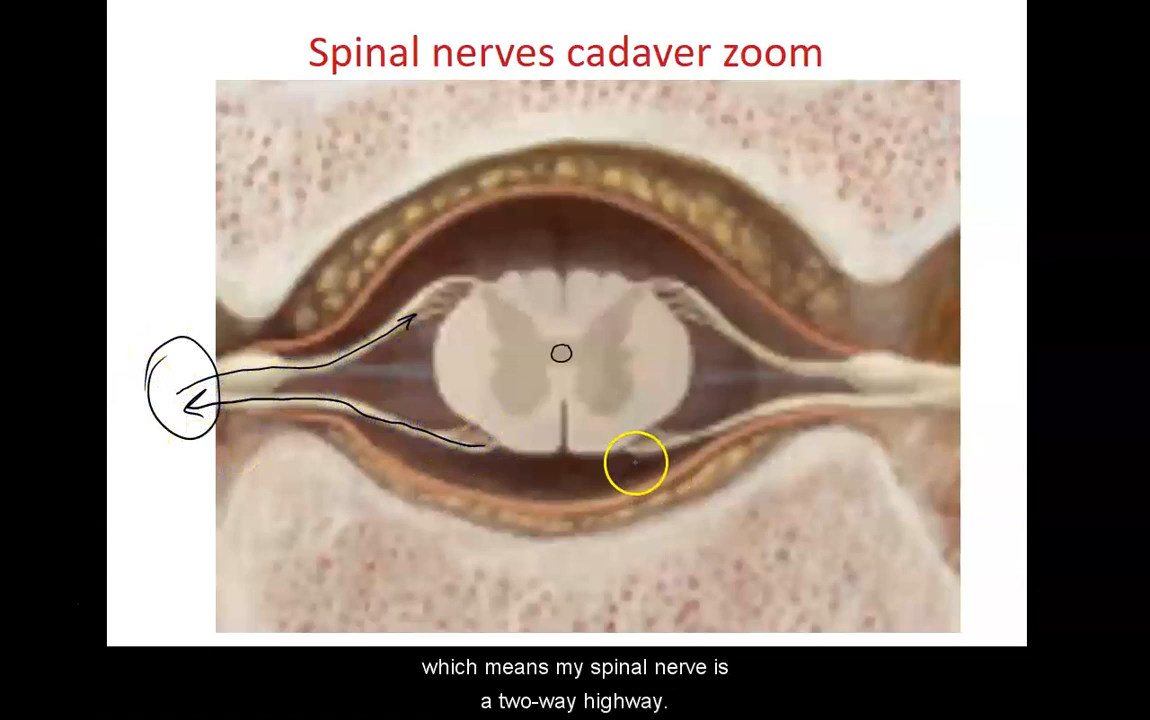 Spinal nerves cadaver zoom
which means my spinal nerve is
a two-way highway.